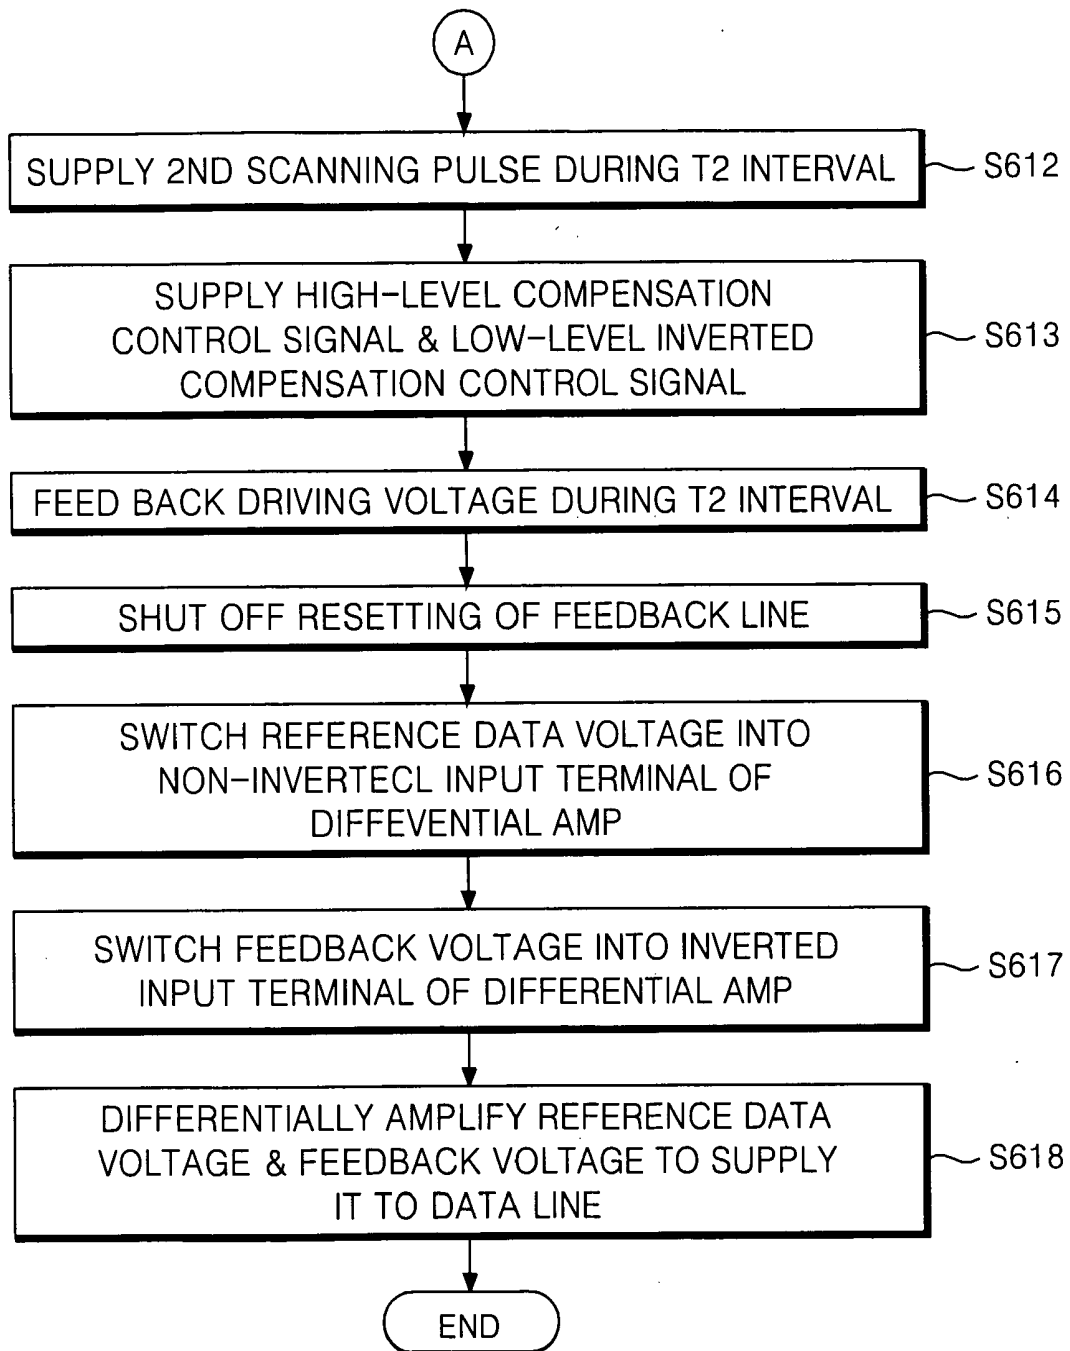 A
SUPPLY 2ND SCANNING PULSE DURING T2 INTERVAL
S612
SUPPLY HIGH-LEVEL COMPENSATION
CONTROL SIGNAL & LOW-LEVEL INVERTED
COMPENSATION CONTROL SIGNAL
S613
FEED BACK DRIVING VOLTAGE DURING T2 INTERVAL
S614
SHUT OFF RESETTING OF FEEDBACK LINE
S615
SWITCH REFERENCE DATA VOLTAGE INTO
NON-INVERTECL INPUT TERMINAL OF
DIFFEVENTIAL AMP
S616
SWITCH FEEDBACK VOLTAGE INTO INVERTED
INPUT TERMINAL OF DIFFERENTIAL AMP
S617
DIFFERENTIALLY AMPLIFY REFERENCE DATA
VOLTAGE & FEEDBACK VOLTAGE TO SUPPLY
IT TO DATA LINE
S618
END